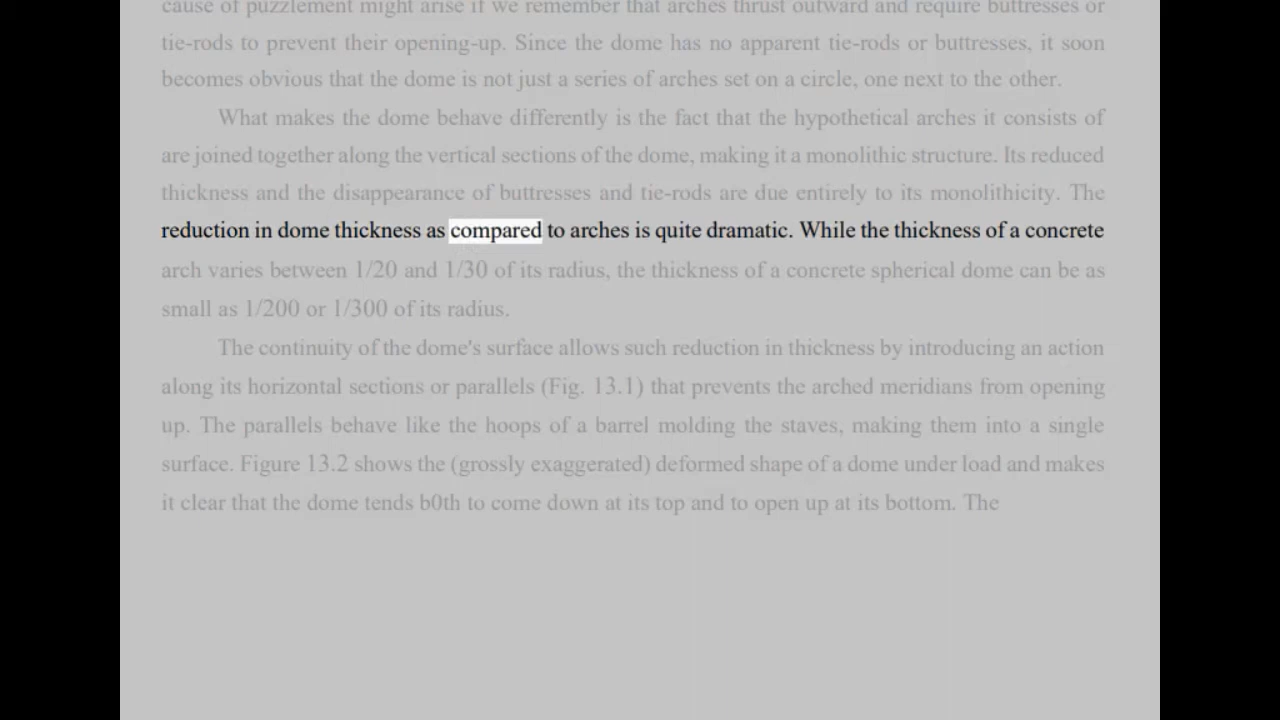 cause of puzzlement might arise if we remember that arches thrust outward and require buttresses or
tie-rods to prevent their opening-up. Since the dome has no apparent tie-rods or buttresses, it soon
becomes obvious that the dome is not just a series of arches set on a circle, one next to the other.
What makes the dome behave differently is the fact that the hypothetical arches it consists of
are joined together along the vertical sections of the dome, making it a monolithic structure. Its reduced
thickness and the disappearance of buttresses and tie-rods are due entirely to its monolithicity. The
reduction in dome thickness as compared to arches is quite dramatic. While the thickness of a concrete
arch varies between 1/20 and 1/30 of its radius, the thickness of a concrete spherical dome can be as
small as 1/200 or 1/300 of its radius.
The continuity of the dome's surface allows such reduction in thickness by introducing an action
along its horizontal sections or parallels (Fig. 13.1) that prevents the arched meridians from opening
up. The parallels behave like the hoops of a barrel molding the staves, making them into a single
surface. Figure 13.2 shows the (grossly exaggerated) deformed shape of a dome under load and makes
it clear that the dome tends b0th to come down at its top and to open up at its bottom. The